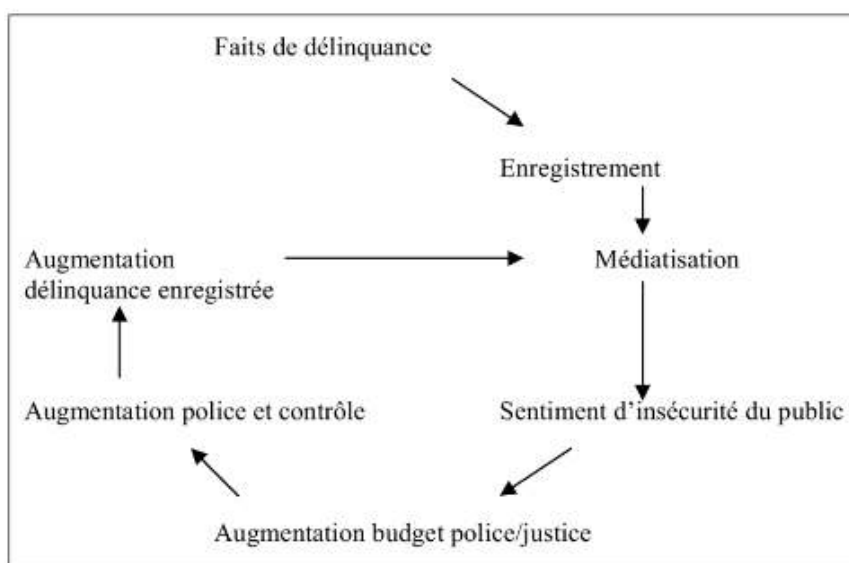 Faits de délinquance
Enregistrement
Augmentation
délinquance enregistrée
Médiatisation
Augmentation police et contrôle
Sentiment d'insécurité du public
Augmentation budget police/justice